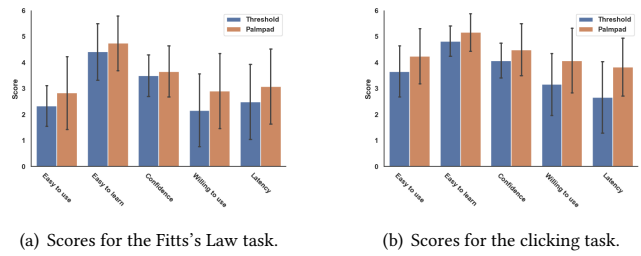 6
5
4
3
2
1
0
Score
Threshold
Palmpad
Easy to use
Easy to learn
Confidence
Willing to use
Latency
(a) Scores for the Fitts's Law task.
6
5
4
3
2
1
0
Score
Threshold
Palmpad
Easy to use
Easy to learn
Confidence
Willing to use
Latency
(b) Scores for the clicking task.